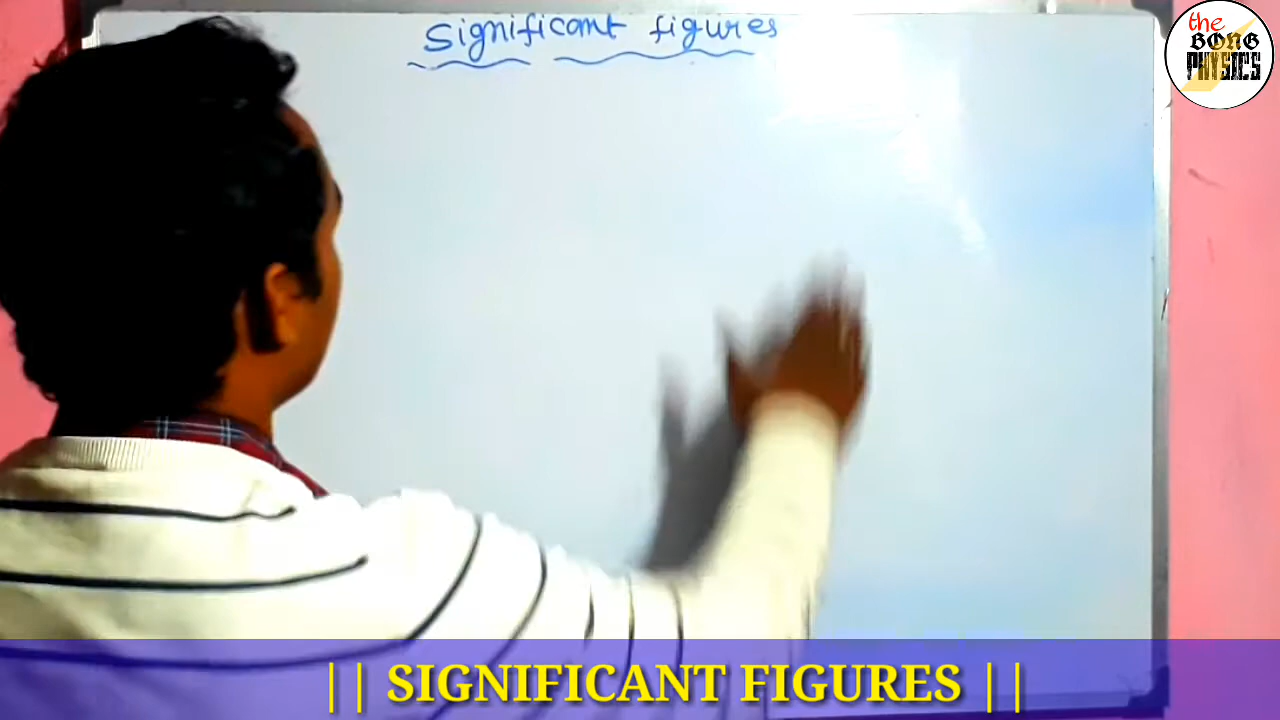 Significant figures
the
BONG
PHYSICS
|| SIGNIFICANT FIGURES ||